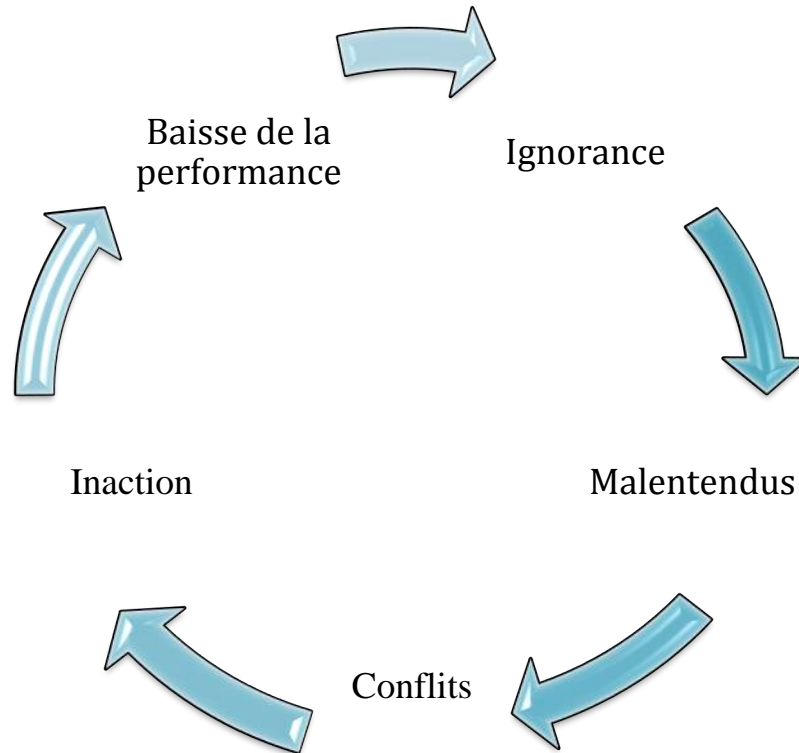 Baisse de la
performance
Ignorance
Inaction
Malentendus
Conflits